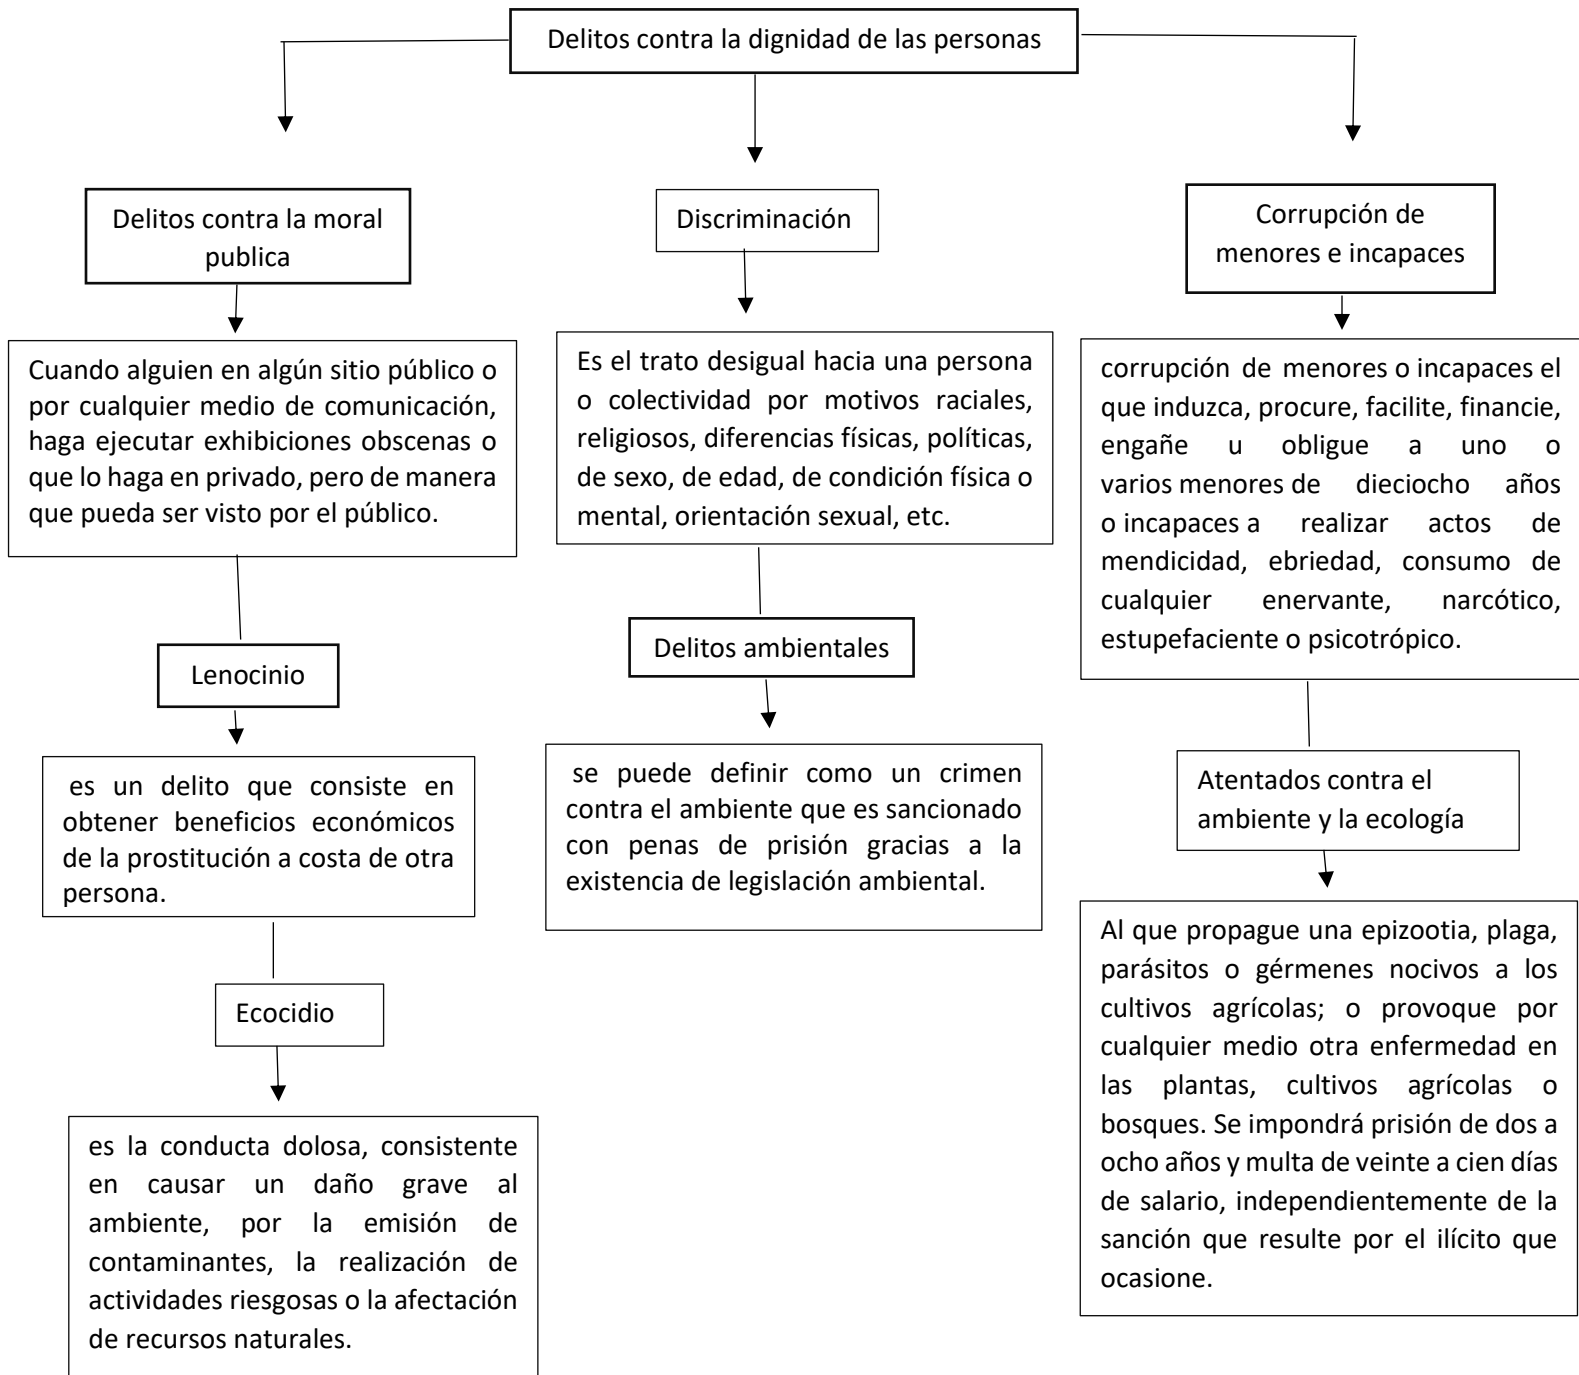 Delitos contra la dignidad de las personas
Delitos contra la moral
publica
Discriminación
Corrupción de
menores e incapaces
Cuando alguien en algún sitio público o
por cualquier medio de comunicación,
haga ejecutar exhibiciones obscenas o
que lo haga en privado, pero de manera
que pueda ser visto por el público.
Es el trato desigual hacia una persona
o colectividad por motivos raciales,
religiosos, diferencias físicas, políticas,
de sexo, de edad, de condición física o
mental, orientación sexual, etc.
corrupción de menores o incapaces el
que induzca, procure, facilite, financie,
engañe u obligue a uno o
varios menores de dieciocho años
o incapaces a realizar actos de
mendicidad, ebriedad, consumo de
cualquier enervante, narcótico,
estupefaciente o psicotrópico.
Lenocinio
Delitos ambientales
Atentados contra el
ambiente y la ecología
es un delito que consiste en
obtener beneficios económicos
de la prostitución a costa de otra
persona.
se puede definir como un crimen
contra el ambiente que es sancionado
con penas de prisión gracias a la
existencia de legislación ambiental.
Al que propague una epizootia, plaga,
parásitos o gérmenes nocivos a los
cultivos agrícolas; o provoque por
cualquier medio otra enfermedad en
las plantas, cultivos agrícolas o
bosques. Se impondrá prisión de dos a
ocho años y multa de veinte a cien días
de salario, independientemente de la
sanción que resulte por el ilícito que
ocasione.
Ecocidio
es la conducta dolosa, consistente
en causar un daño grave al
ambiente, por la emisión de
contaminantes, la realización de
actividades riesgosas o la afectación
de recursos naturales.